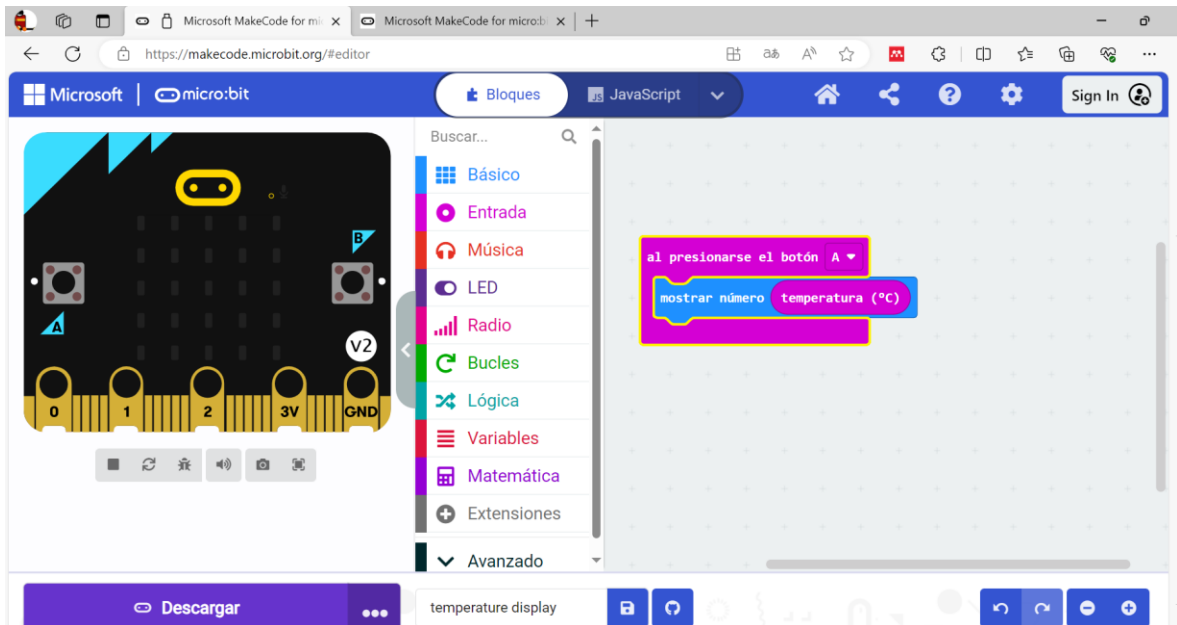 Microsoft MakeCode for mi
Microsoft MakeCode for micro:b
https://makecode.microbit.org/#editor
Microsoft micro:bit
Bloques
JS JavaScript
Sign In
Buscar...
Básico
Entrada
Música
LED
Radio
Bucles
Lógica
Variables
Matemática
Extensiones
Avanzado
B
A
V2
0 1 2 3V GND
al presionarse el botón A
mostrar número temperatura (°C)
Descargar
temperature display